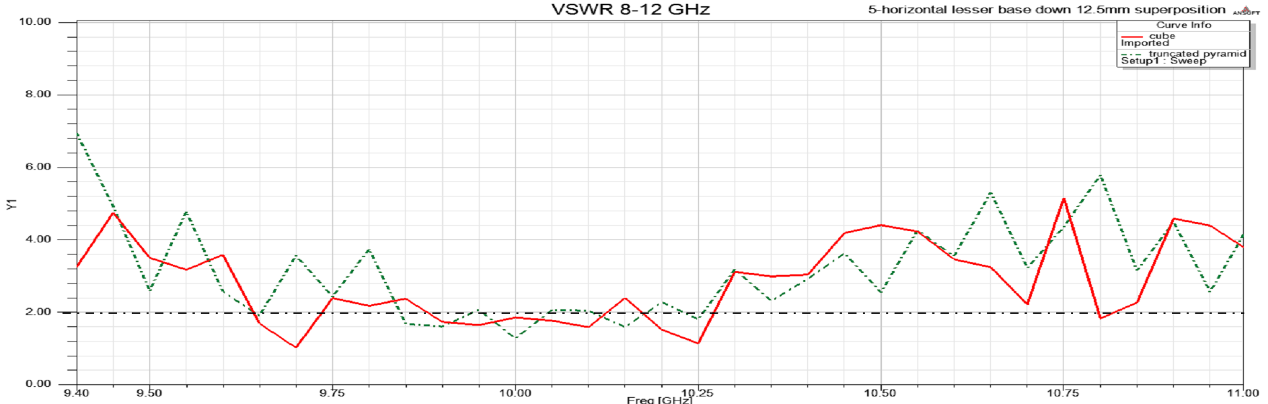 VSWR 8-12 GHz
5-horizontal lesser base down 12.5mm superposition
ANSOFT
Curve Info
cube
Imported
truncated pyramid
Setup1 : Sweep
10.00
8.00
6.00
4.00
2.00
0.00
Y1
9.40
9.50
9.75
10.00
10.25
10.50
10.75
11.00
Freq [GHz]